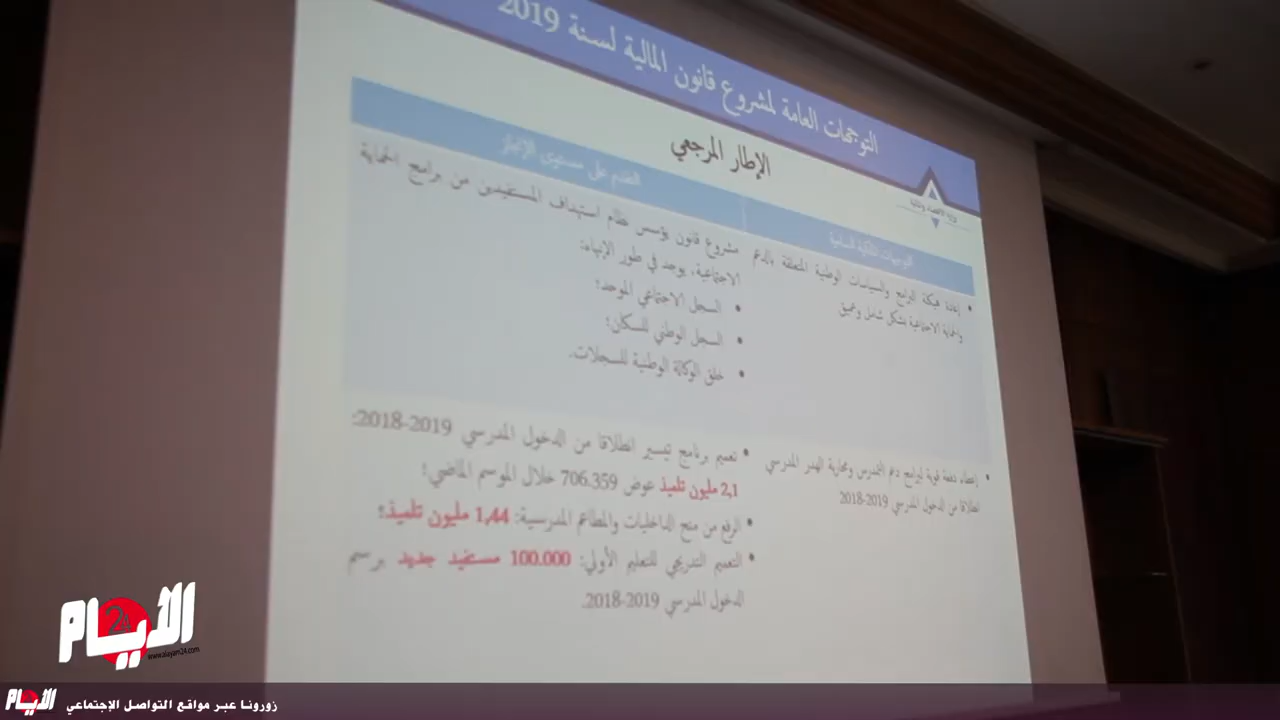 التوجهات العامة لمشروع قانون المالية لسنة 2019
الإطار المرجعي
وزارة الاقتصاد والمالية
التوجهات الملكية السامية
التقدم على مستوى الإنجاز
• إعادة هيكلة البرامج والسياسات الوطنية المتعلقة بالدعم
والحماية الاجتماعية بشكل شامل وعميق
مشروع قانون يؤسس نظام استهداف المستفيدين من برامج الحماية
الاجتماعية، يوجد في طور الإنهاء:
• السجل الاجتماعي الموحد؛
• السجل الوطني للسكان؛
• خلق الوكالة الوطنية للسجلات.
• إعطاء دفعة قوية لبرامج دعم التمدرس ومحاربة الهدر المدرسي
انطلاقا من الدخول المدرسي 2019-2018
• تعميم برنامج تيسير انطلاقا من الدخول المدرسي 2019-2018:
2,1 مليون تلميذ عوض 706.359 خلال الموسم الماضي؛
• الرفع من منح الداخليات والمطاعم المدرسية: 1,44 مليون تلميذ؛
• التعميم التدريجي للتعليم الأولي: 100.000 مستفيد جديد برسم
الدخول المدرسي 2019-2018.
الأيام 24
www.alayam24.com
الأيام زورونا عبر مواقع التواصل الإجتماعي